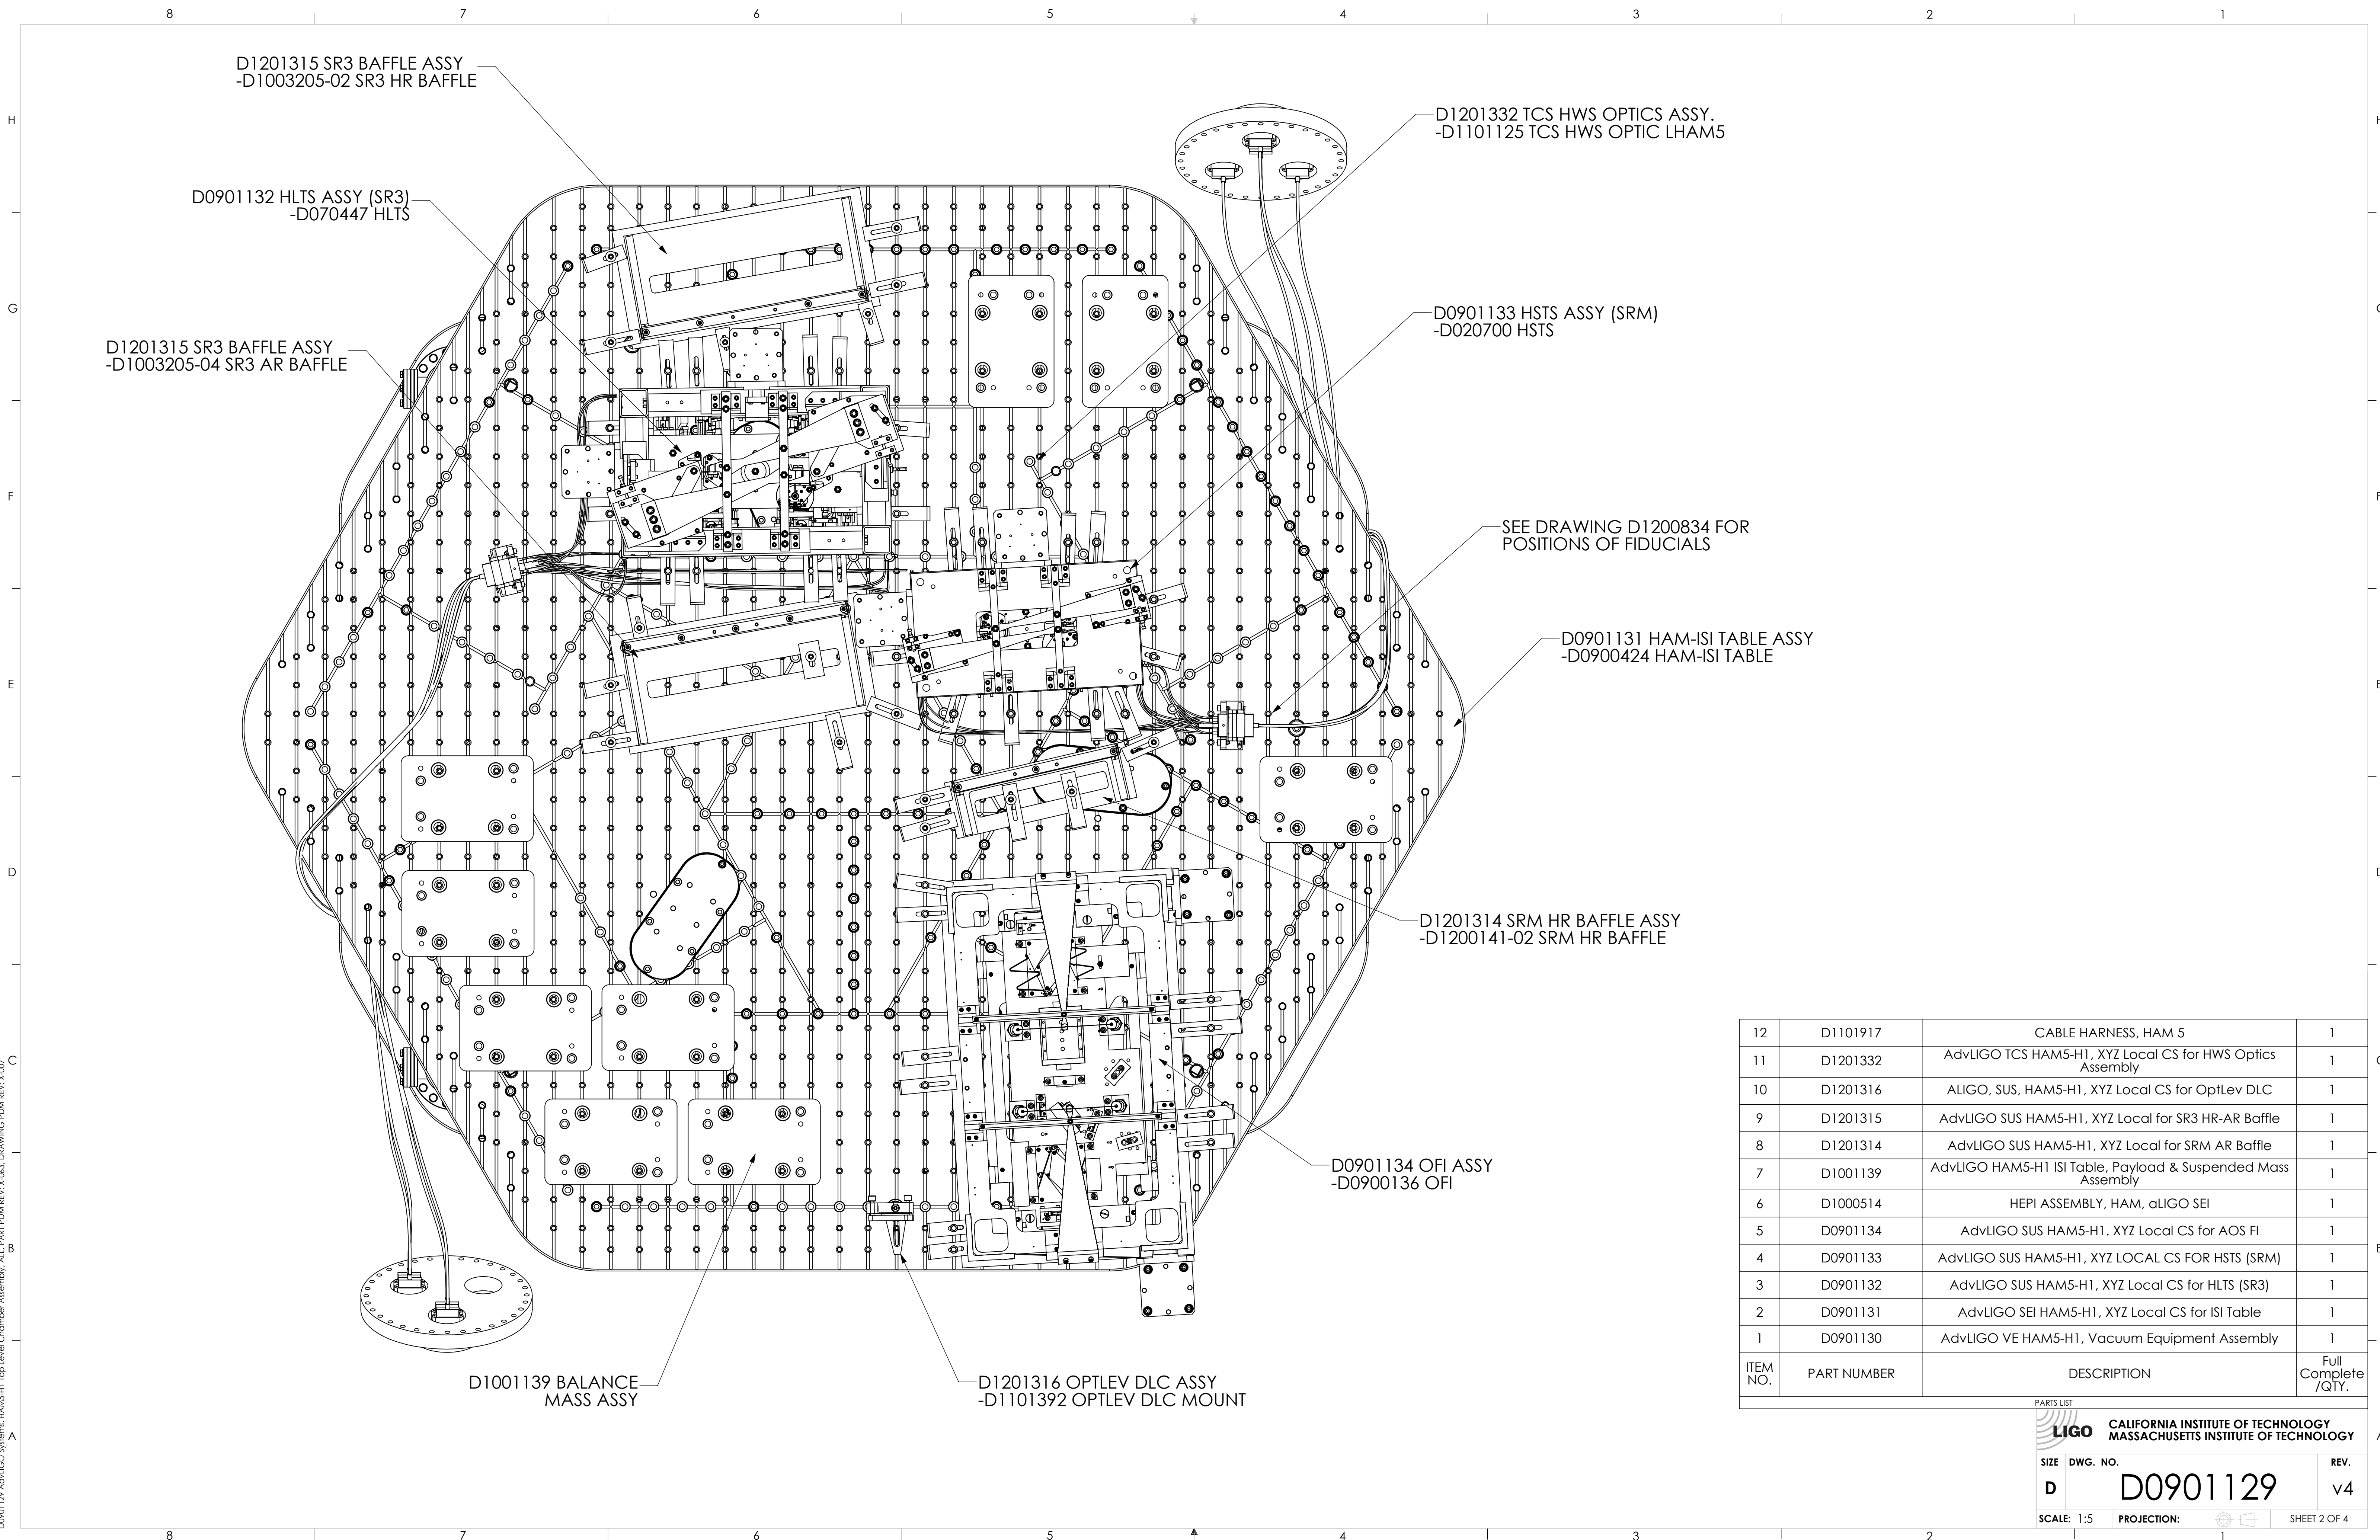 8 7 6 5 4 3 2 1
D1201315 SR3 BAFFLE ASSY
-D1003205-02 SR3 HR BAFFLE
D1201332 TCS HWS OPTICS ASSY.
-D1101125 TCS HWS OPTIC LHAM5
H
D0901132 HLTS ASSY (SR3)
-D070447 HLTS
G
D0901133 HSTS ASSY (SRM)
-D020700 HSTS
D1201315 SR3 BAFFLE ASSY
-D1003205-04 SR3 AR BAFFLE
F
SEE DRAWING D1200834 FOR
POSITIONS OF FIDUCIALS
D0901131 HAM-ISI TABLE ASSY
-D0900424 HAM-ISI TABLE
E
D
D1201314 SRM HR BAFFLE ASSY
-D1200141-02 SRM HR BAFFLE
C
D0901134 OFI ASSY
-D0900136 OFI
B
D1001139 BALANCE
MASS ASSY
D1201316 OPTLEV DLC ASSY
-D1101392 OPTLEV DLC MOUNT
A
12 D1101917 CABLE HARNESS, HAM 5 1
11 D1201332 AdvLIGO TCS HAM5-H1, XYZ Local CS for HWS Optics
Assembly 1
10 D1201316 ALIGO, SUS, HAM5-H1, XYZ Local CS for OptLev DLC 1
9 D1201315 AdvLIGO SUS HAM5-H1, XYZ Local for SR3 HR-AR Baffle 1
8 D1201314 AdvLIGO SUS HAM5-H1, XYZ Local for SRM AR Baffle 1
7 D1001139 AdvLIGO HAM5-H1 ISI Table, Payload & Suspended Mass
Assembly 1
6 D1000514 HEPI ASSEMBLY, HAM, aLIGO SEI 1
5 D0901134 AdvLIGO SUS HAM5-H1. XYZ Local CS for AOS FI 1
4 D0901133 AdvLIGO SUS HAM5-H1, XYZ LOCAL CS FOR HSTS (SRM) 1
3 D0901132 AdvLIGO SUS HAM5-H1, XYZ Local CS for HLTS (SR3) 1
2 D0901131 AdvLIGO SEI HAM5-H1, XYZ Local CS for ISI Table 1
1 D0901130 AdvLIGO VE HAM5-H1, Vacuum Equipment Assembly 1
ITEM NO. PART NUMBER DESCRIPTION Full Complete /QTY.
PARTS LIST
LIGO
CALIFORNIA INSTITUTE OF TECHNOLOGY
MASSACHUSETTS INSTITUTE OF TECHNOLOGY
SIZE DWG. NO. REV.
D D0901129 v4
SCALE: 1:5 PROJECTION: SHEET 2 OF 4
8 7 6 5 4 3 2 1